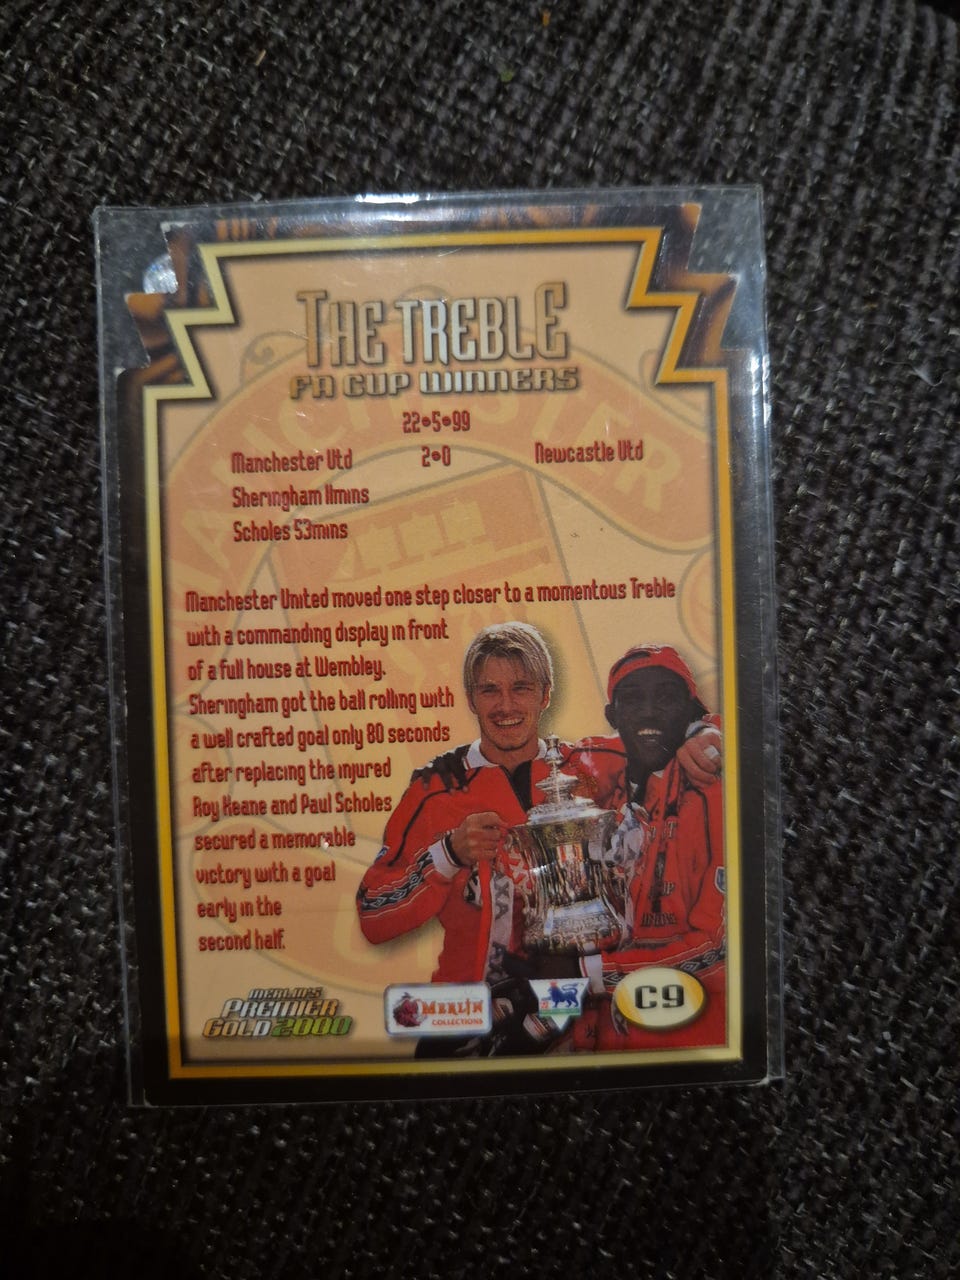 THE TREBLE
FA CUP WINNERS
22•5•99
Manchester Utd 2•0 Newcastle Utd
Sheringham 11mins
Scholes 53mins
Manchester United moved one step closer to a momentous Treble
with a commanding display in front
of a full house at Wembley.
Sheringham got the ball rolling with
a well crafted goal only 80 seconds
after replacing the injured
Roy Keane and Paul Scholes
secured a memorable
victory with a goal
early in the
second half.
MERLIN'S
PREMIER
GOLD 2000
MERLIN
COLLECTIONS
C9
MANCHESTER